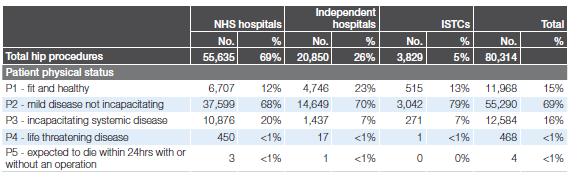 NHS hospitals Independent hospitals ISTCs Total
No. % No. % No. % No. %
Total hip procedures 55,635 69% 20,850 26% 3,829 5% 80,314
Patient physical status
P1 - fit and healthy 6,707 12% 4,746 23% 515 13% 11,968 15%
P2 - mild disease not incapacitating 37,599 68% 14,649 70% 3,042 79% 55,290 69%
P3 - incapacitating systemic disease 10,876 20% 1,437 7% 271 7% 12,584 16%
P4 - life threatening disease 450 <1% 17 <1% 1 <1% 468 <1%
P5 - expected to die within 24hrs with or
without an operation 3 <1% 1 <1% 0 0% 4 <1%